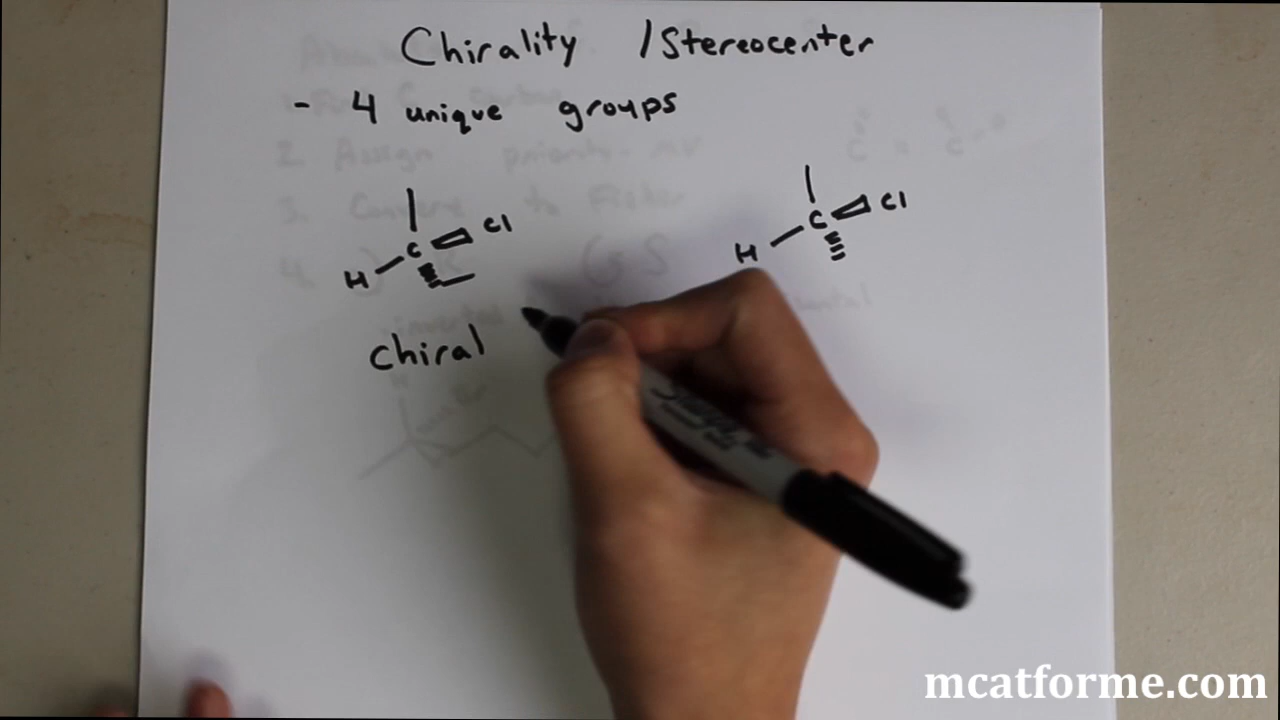 Chirality /Stereocenter
- 4 unique groups
H C Cl
H C Cl
chiral
mcatforme.com